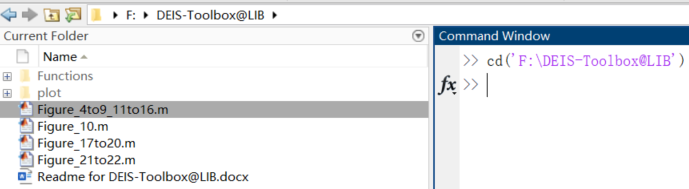 F: DEIS-Toolbox@LIB
Current Folder
Name
Functions
plot
Figure_4to9_11to16.m
Figure_10.m
Figure_17to20.m
Figure_21to22.m
Readme for DEIS-Toolbox@LIB.docx
Command Window
>> cd('F:\DEIS-Toolbox@LIB')
fx >>